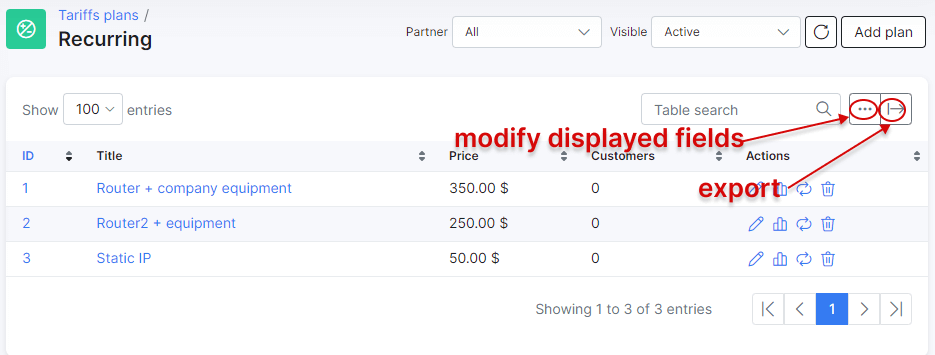 Tariffs plans /
Recurring
Partner All Visible Active Add plan
Show 100 entries Table search
modify displayed fields
ID Title Price Customers Actions
export
1 Router + company equipment 350.00 $ 0
2 Router2 + equipment 250.00 $ 0
3 Static IP 50.00 $ 0
Showing 1 to 3 of 3 entries 1